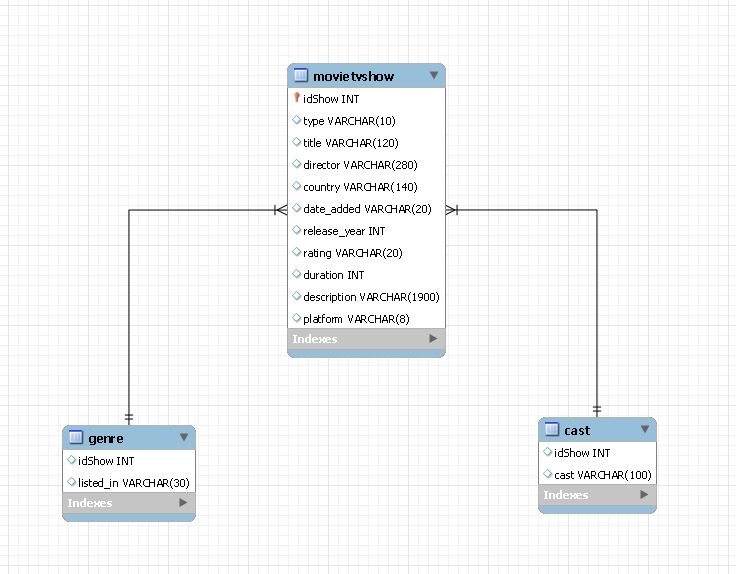 movietvshow
idShow INT
type VARCHAR(10)
title VARCHAR(120)
director VARCHAR(280)
country VARCHAR(140)
date_added VARCHAR(20)
release_year INT
rating VARCHAR(20)
duration INT
description VARCHAR(1900)
platform VARCHAR(8)
Indexes
genre
idShow INT
listed_in VARCHAR(30)
Indexes
cast
idShow INT
cast VARCHAR(100)
Indexes